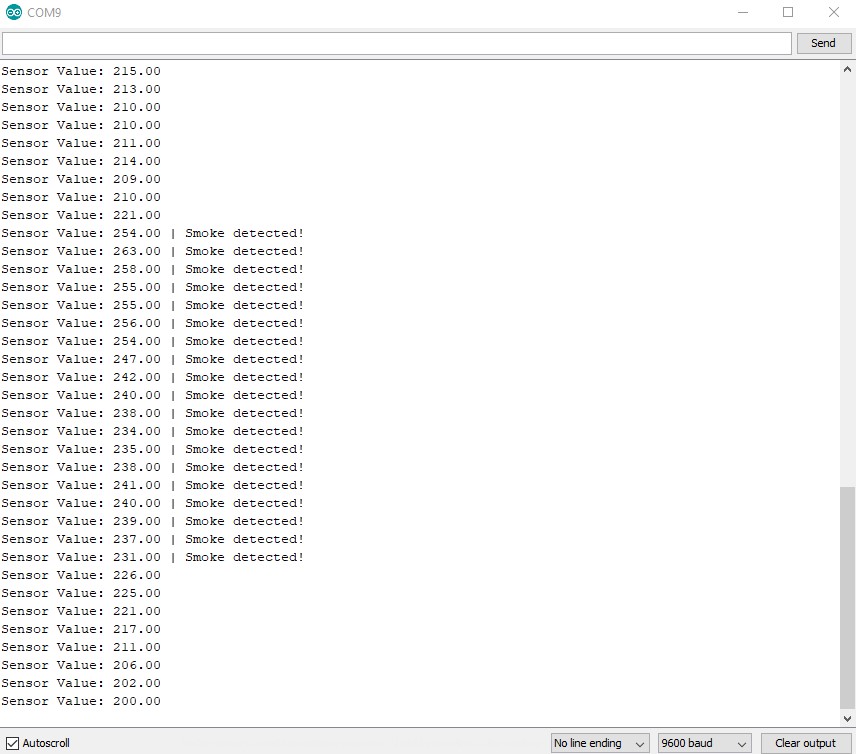 COM9
Send
Sensor Value: 215.00
Sensor Value: 213.00
Sensor Value: 210.00
Sensor Value: 210.00
Sensor Value: 211.00
Sensor Value: 214.00
Sensor Value: 209.00
Sensor Value: 210.00
Sensor Value: 221.00
Sensor Value: 254.00 | Smoke detected!
Sensor Value: 263.00 | Smoke detected!
Sensor Value: 258.00 | Smoke detected!
Sensor Value: 255.00 | Smoke detected!
Sensor Value: 255.00 | Smoke detected!
Sensor Value: 256.00 | Smoke detected!
Sensor Value: 254.00 | Smoke detected!
Sensor Value: 247.00 | Smoke detected!
Sensor Value: 242.00 | Smoke detected!
Sensor Value: 240.00 | Smoke detected!
Sensor Value: 238.00 | Smoke detected!
Sensor Value: 234.00 | Smoke detected!
Sensor Value: 235.00 | Smoke detected!
Sensor Value: 238.00 | Smoke detected!
Sensor Value: 241.00 | Smoke detected!
Sensor Value: 240.00 | Smoke detected!
Sensor Value: 239.00 | Smoke detected!
Sensor Value: 237.00 | Smoke detected!
Sensor Value: 231.00 | Smoke detected!
Sensor Value: 226.00
Sensor Value: 225.00
Sensor Value: 221.00
Sensor Value: 217.00
Sensor Value: 211.00
Sensor Value: 206.00
Sensor Value: 202.00
Sensor Value: 200.00
Autoscroll No line ending 9600 baud Clear output